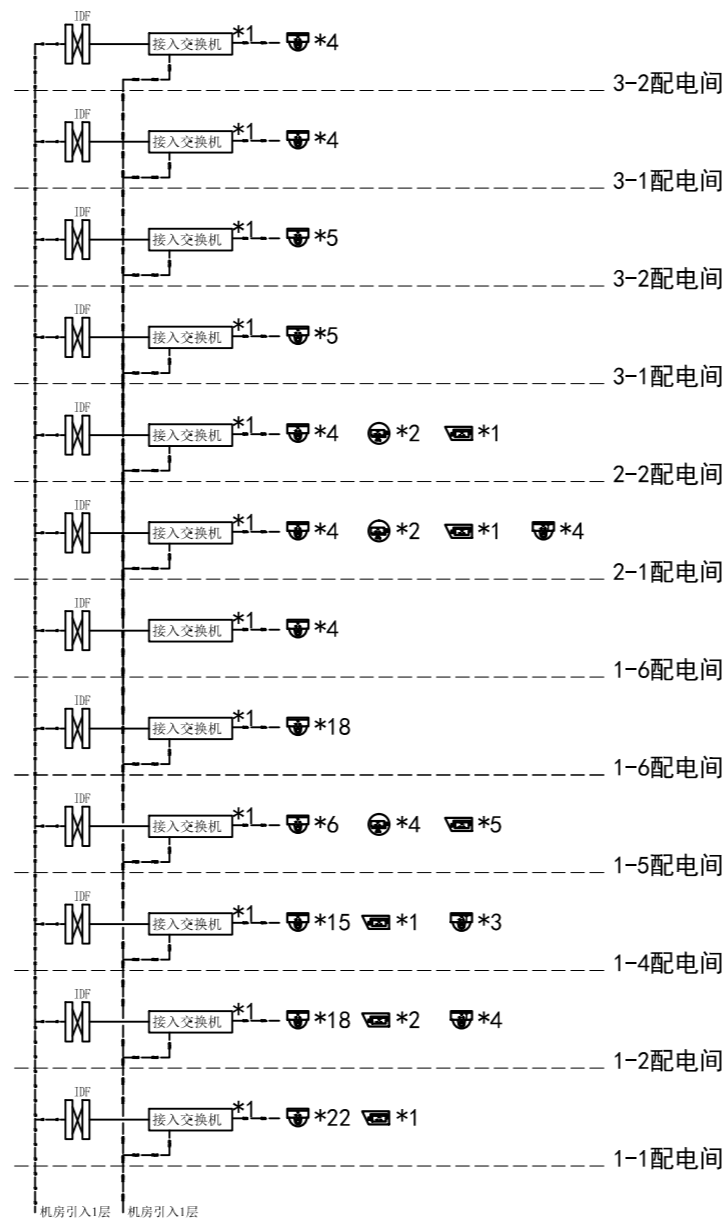 IDF
接入交换机 *1 *4
3-2配电间
IDF
接入交换机 *1 *4
3-1配电间
IDF
接入交换机 *1 *5
3-2配电间
IDF
接入交换机 *1 *5
3-1配电间
IDF
接入交换机 *1 *4 *2 *1
2-2配电间
IDF
接入交换机 *1 *4 *2 *1 *4
2-1配电间
IDF
接入交换机 *1 *4
1-6配电间
IDF
接入交换机 *1 *18
1-6配电间
IDF
接入交换机 *1 *6 *4 *5
1-5配电间
IDF
接入交换机 *1 *15 *1 *3
1-4配电间
IDF
接入交换机 *1 *18 *2 *4
1-2配电间
IDF
接入交换机 *1 *22 *1
1-1配电间
机房引入1层 机房引入1层